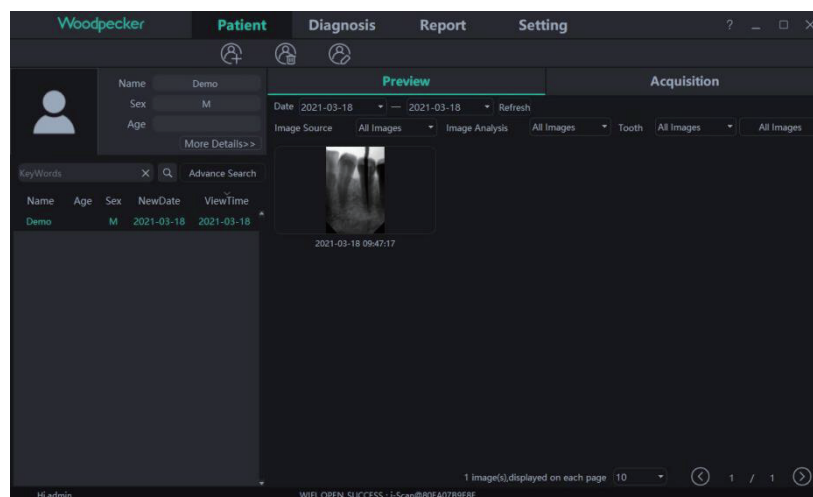 Woodpecker Patient Diagnosis Report Setting ?
Name Demo
Sex M
Age
More Details>>
KeyWords Advance Search
Name Age Sex NewDate ViewTime
Demo M 2021-03-18 2021-03-18
Preview Acquisition
Date 2021-03-18 — 2021-03-18 Refresh
Image Source All Images Image Analysis All Images Tooth All Images All Images
2021-03-18 09:47:17
1 image(s),displayed on each page 10 1 / 1
Hi admin WIFI OPEN SUCCESS :